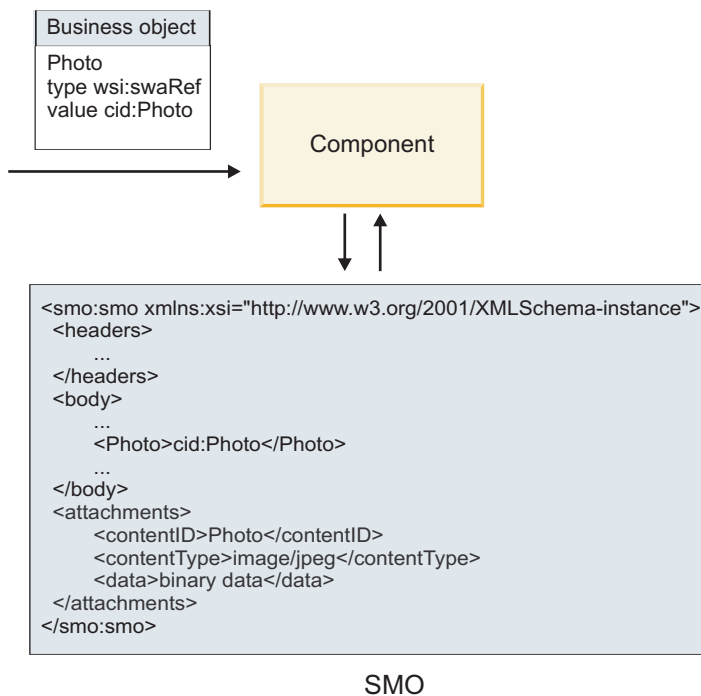 Business object
Photo
type wsi:swaRef
value cid:Photo
Component
<smo:smo xmlns:xsi="http://www.w3.org/2001/XMLSchema-instance">
<headers>
...
</headers>
<body>
...
<Photo>cid:Photo</Photo>
...
</body>
<attachments>
<contentID>Photo</contentID>
<contentType>image/jpeg</contentType>
<data>binary data</data>
</attachments>
</smo:smo>
SMO